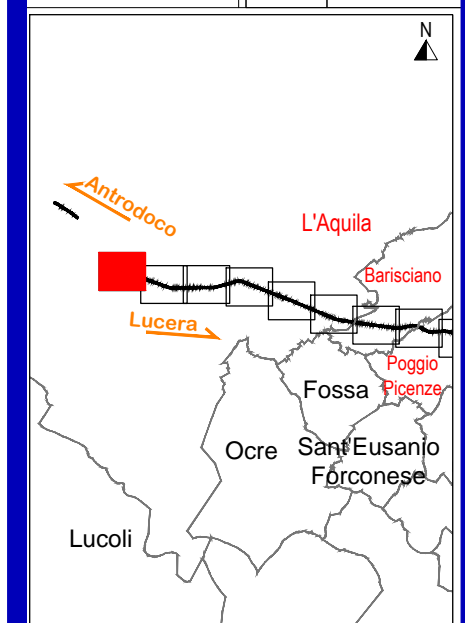 N
Antrodoco
L'Aquila
Barisciano
Lucera
Poggio
Picenze
Fossa
Ocre
Sant'Eusanio
Forconese
Lucoli